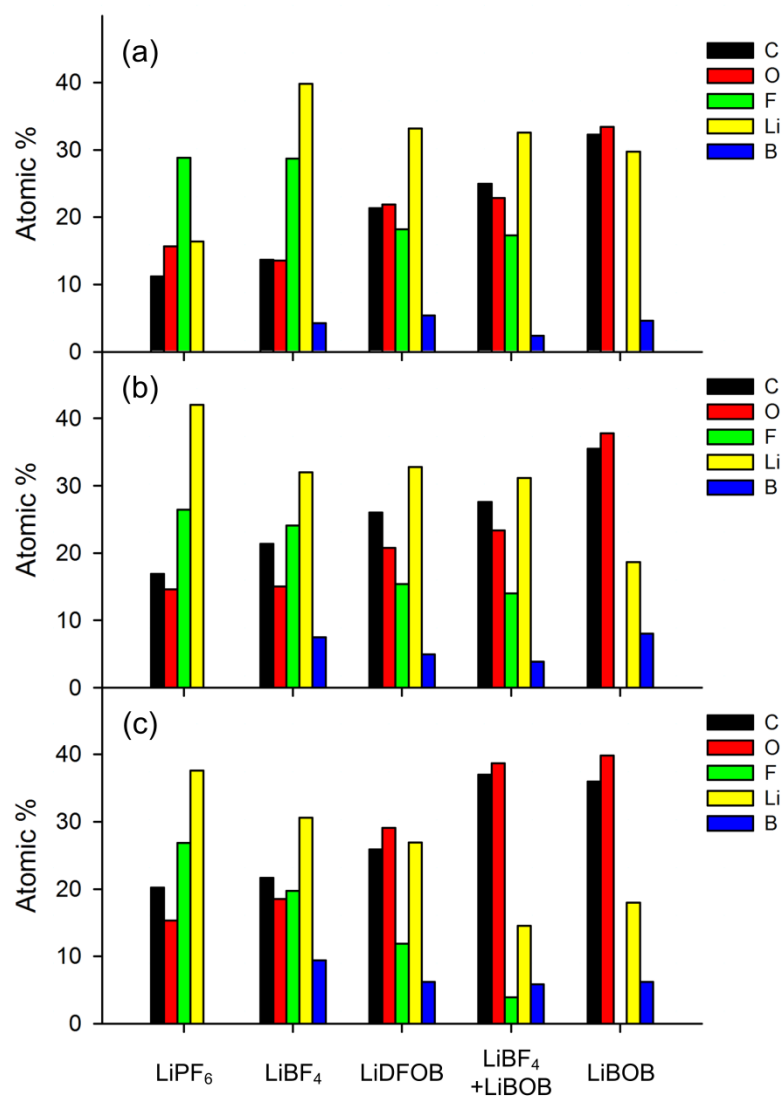 (a)
Atomic %
40
30
20
10
0
C
O
F
Li
B
(b)
Atomic %
40
30
20
10
0
C
O
F
Li
B
(c)
Atomic %
40
30
20
10
0
C
O
F
Li
B
LiPF₆
LiBF₄
LiDFOB
LiBF₄
+LiBOB
LiBOB